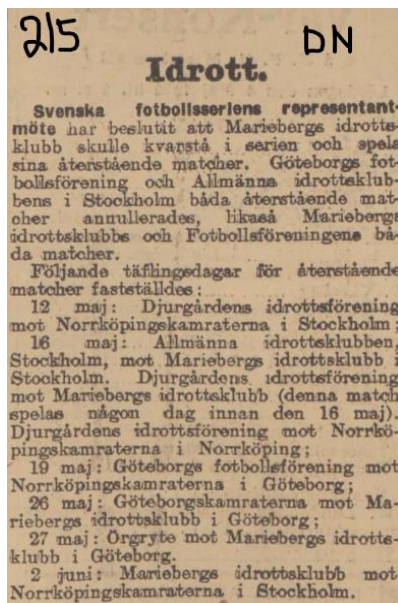 2/5 DN
Idrott.
Svenska fotbollsseriens representant-
möte har beslutit att Mariebergs idrotts-
klubb skulle kvarstå i serien och spela
sina återstående matcher. Göteborgs fot-
bollsförening och Allmänna idrottsklub-
bens i Stockholm båda återstående mat-
cher annullerades, likaså Mariebergs
idrottsklubbs och Fotbollsföreningens bå-
da matcher.
Följande täflingsdagar för återstående
matcher fastställdes:
12 maj: Djurgårdens idrottsförening
mot Norrköpingskamraterna i Stockholm;
16 maj: Allmänna idrottsklubben,
Stockholm, mot Mariebergs idrottsklubb i
Stockholm. Djurgårdens idrottsförening
mot Mariebergs idrottsklubb (denna match
spelas någon dag innan den 16 maj).
Djurgårdens idrottsförening mot Norrkö-
pingskamraterna i Norrköping;
19 maj: Göteborgs fotbollsförening mot
Norrköpingskamraterna i Göteborg;
26 maj: Göteborgskamraterna mot Ma-
riebergs idrottsklubb i Göteborg;
27 maj: Örgryte mot Mariebergs idrotts-
klubb i Göteborg.
2 juni: Mariebergs idrottsklubb mot
Norrköpingskamraterna i Stockholm.